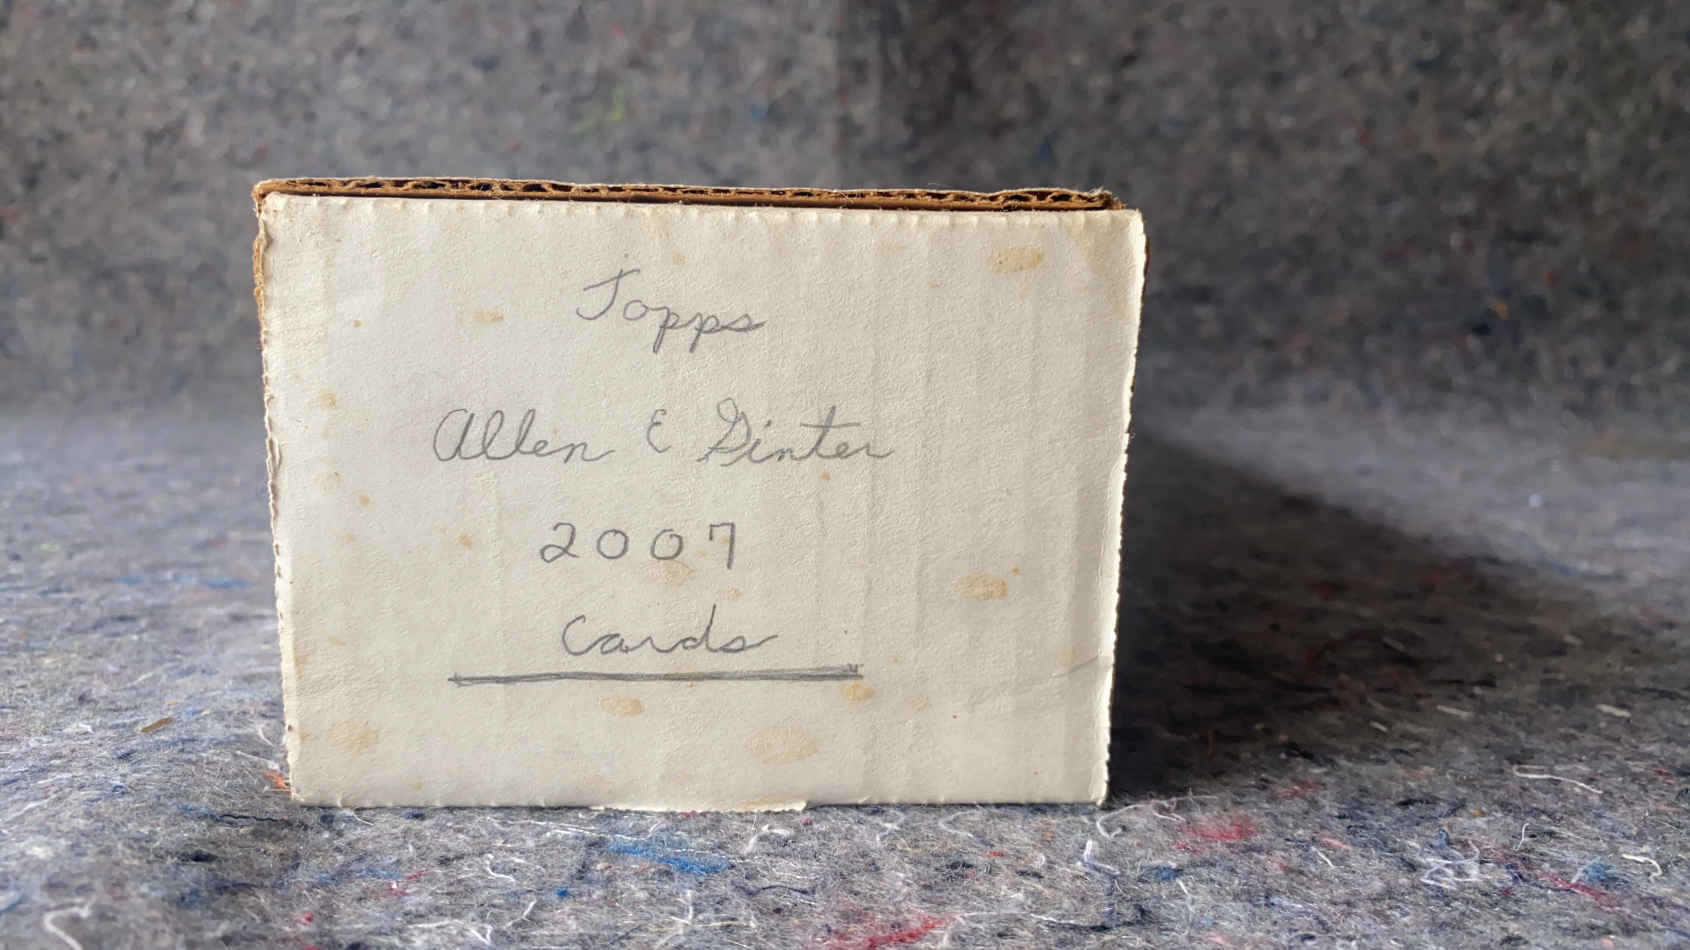 Topps
Allen & Ginter
2007
Cards